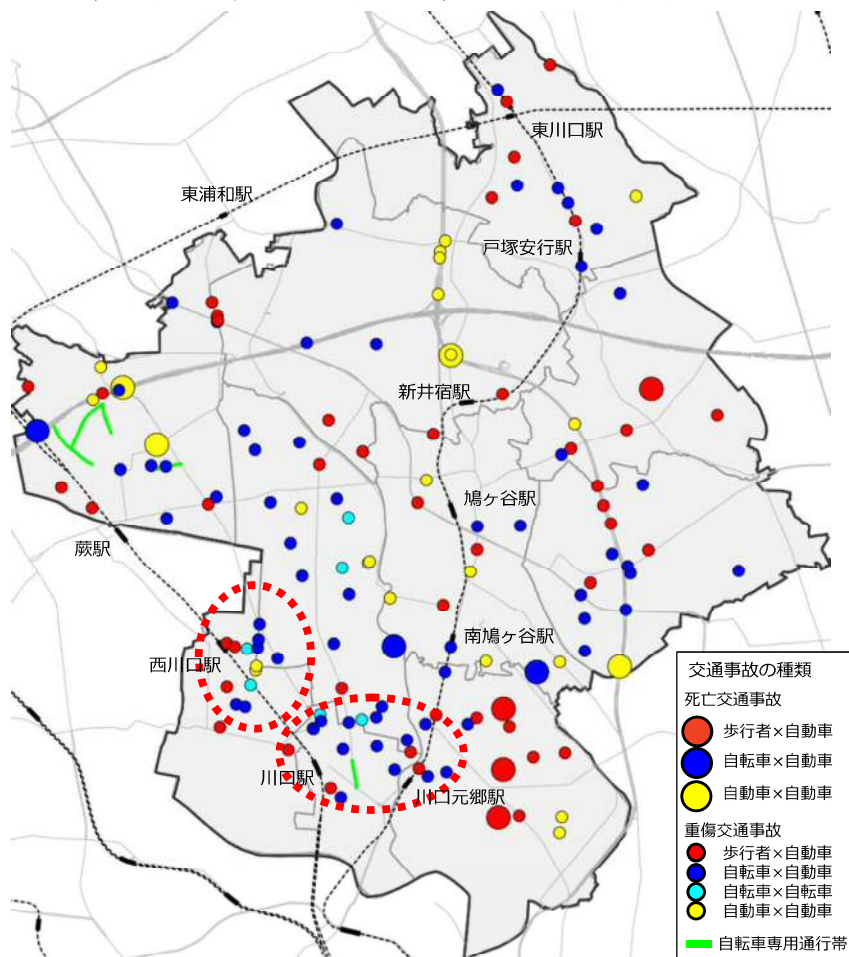 東川口駅
東浦和駅
戸塚安行駅
新井宿駅
鳩ヶ谷駅
蕨駅
南鳩ヶ谷駅
西川口駅
川口駅
川口元郷駅
交通事故の種類
死亡交通事故
歩行者×自動車
自転車×自動車
自動車×自動車
重傷交通事故
歩行者×自動車
自転車×自動車
自転車×自転車
自動車×自動車
自転車専用通行帯